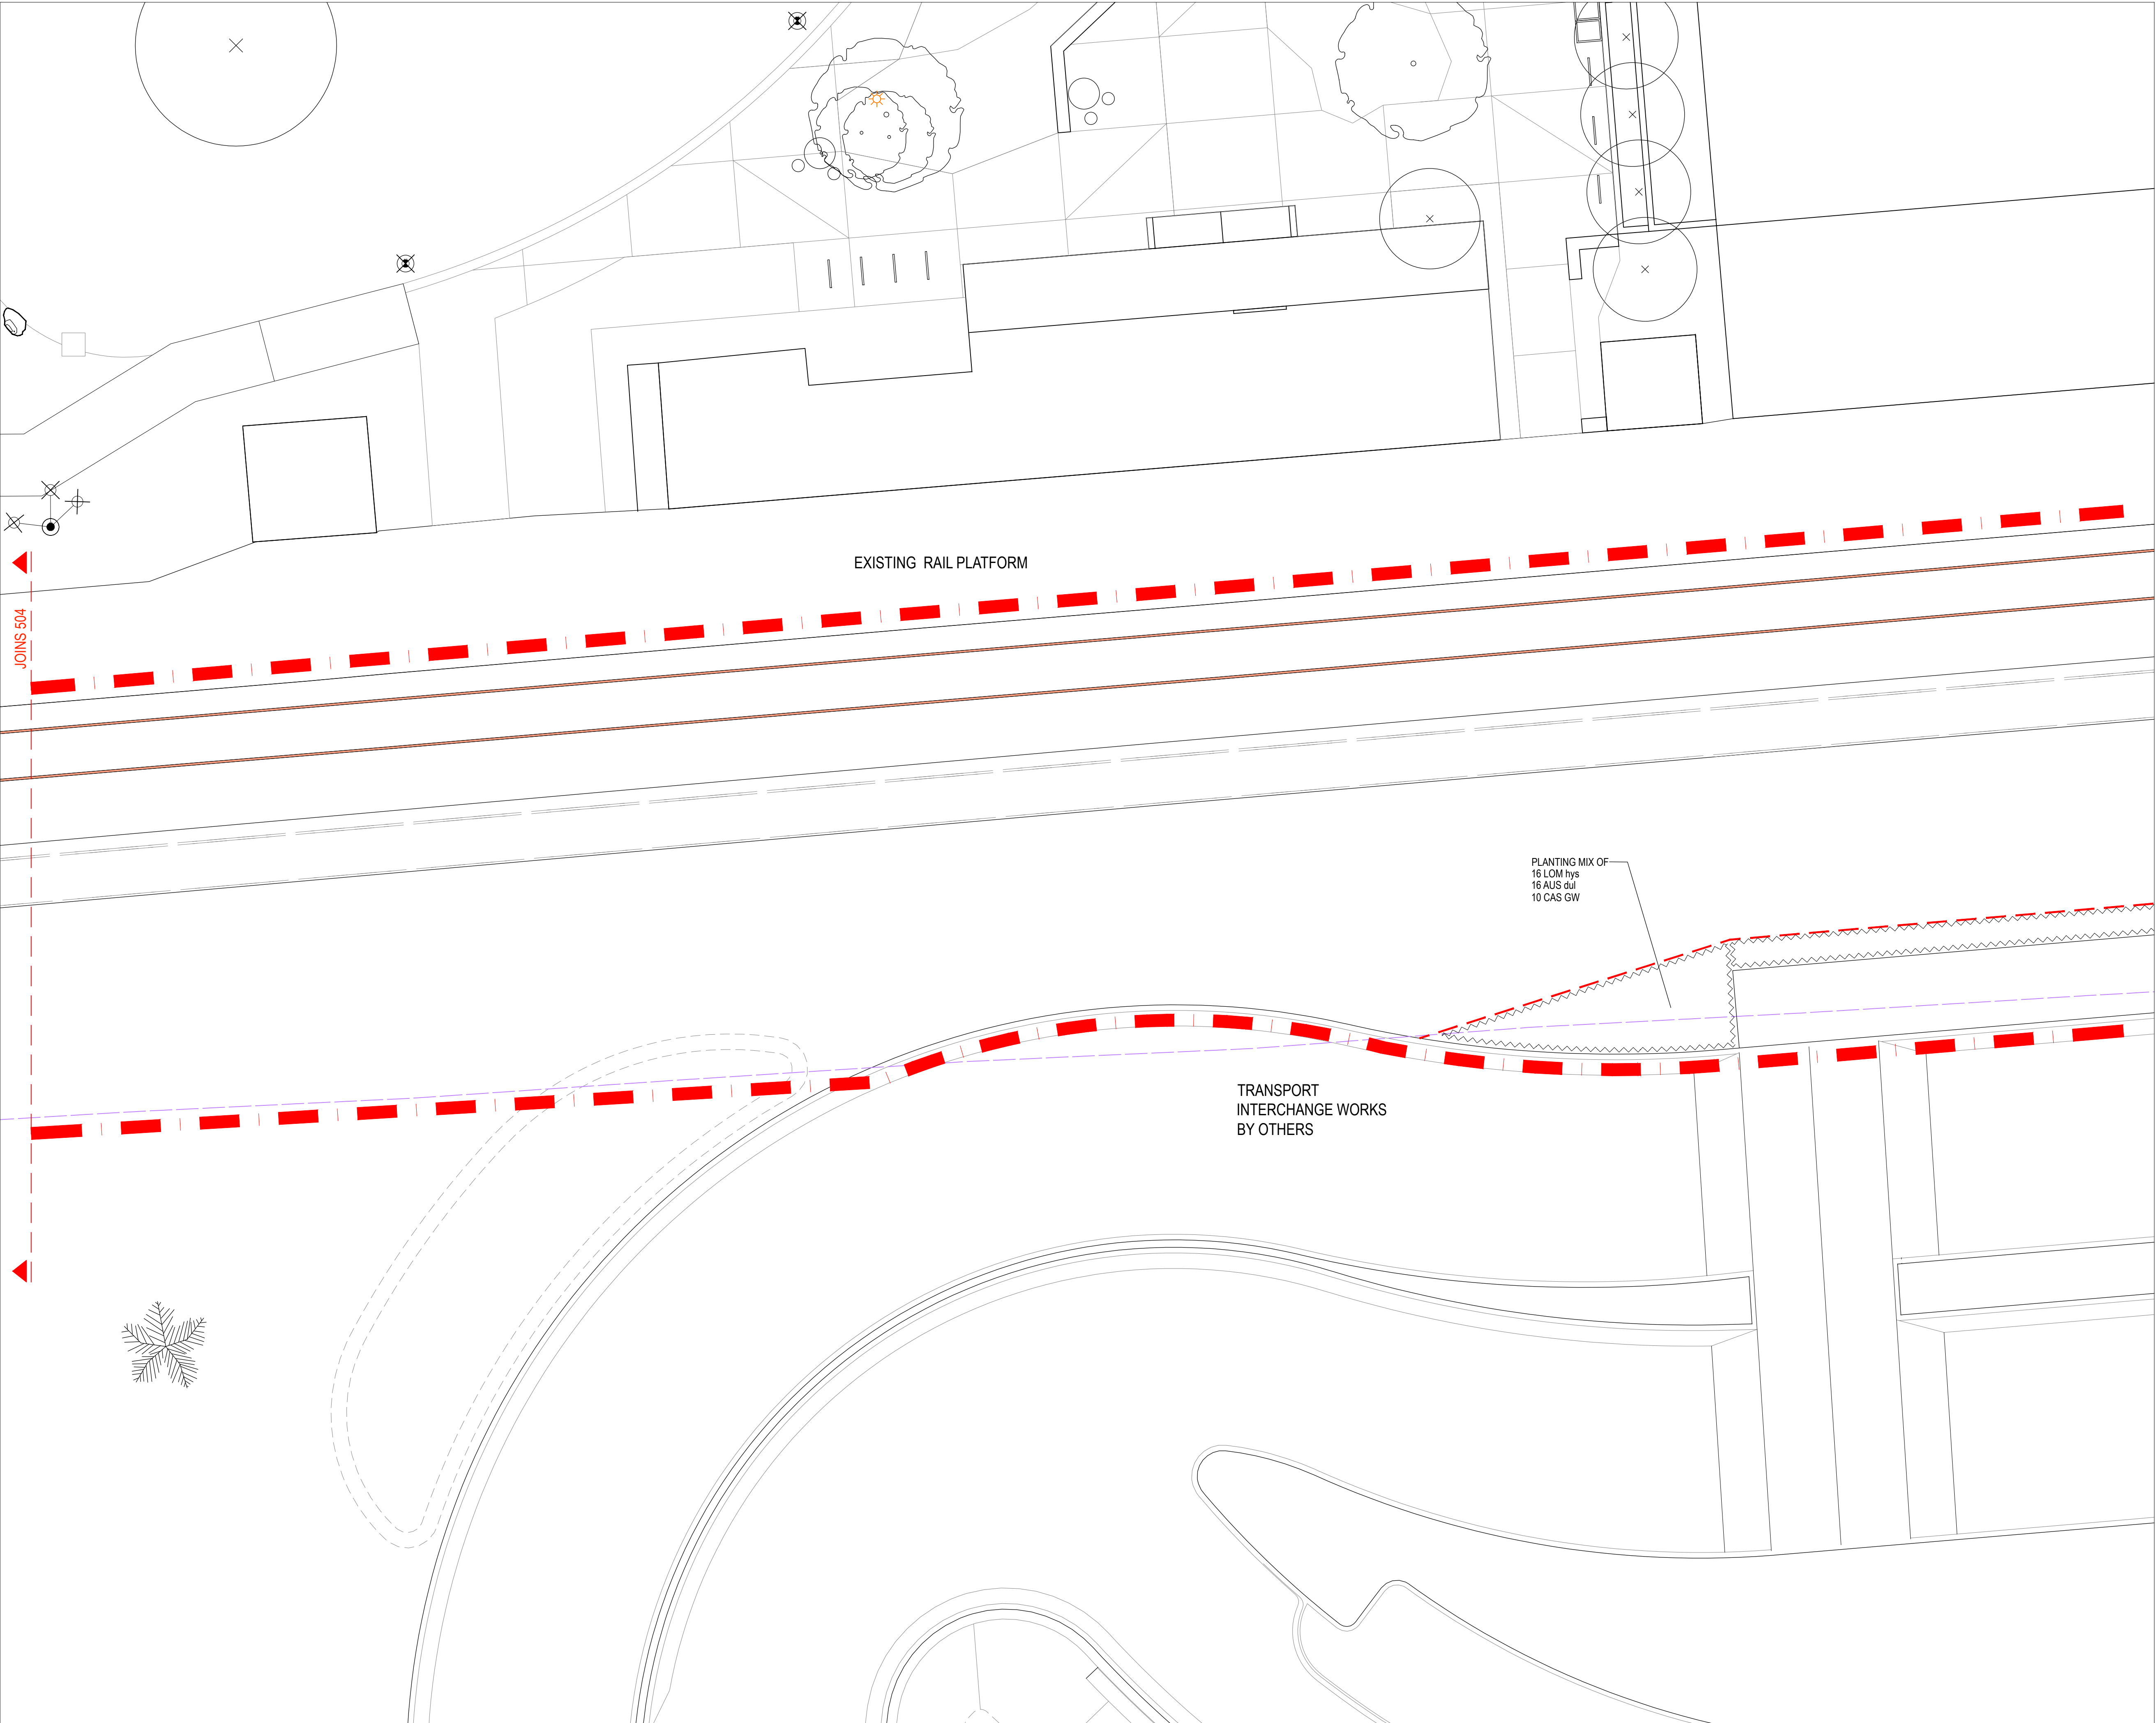 EXISTING RAIL PLATFORM
JOINS 504
PLANTING MIX OF
16 LOM hys
16 AUS dul
10 CAS GW
TRANSPORT
INTERCHANGE WORKS
BY OTHERS